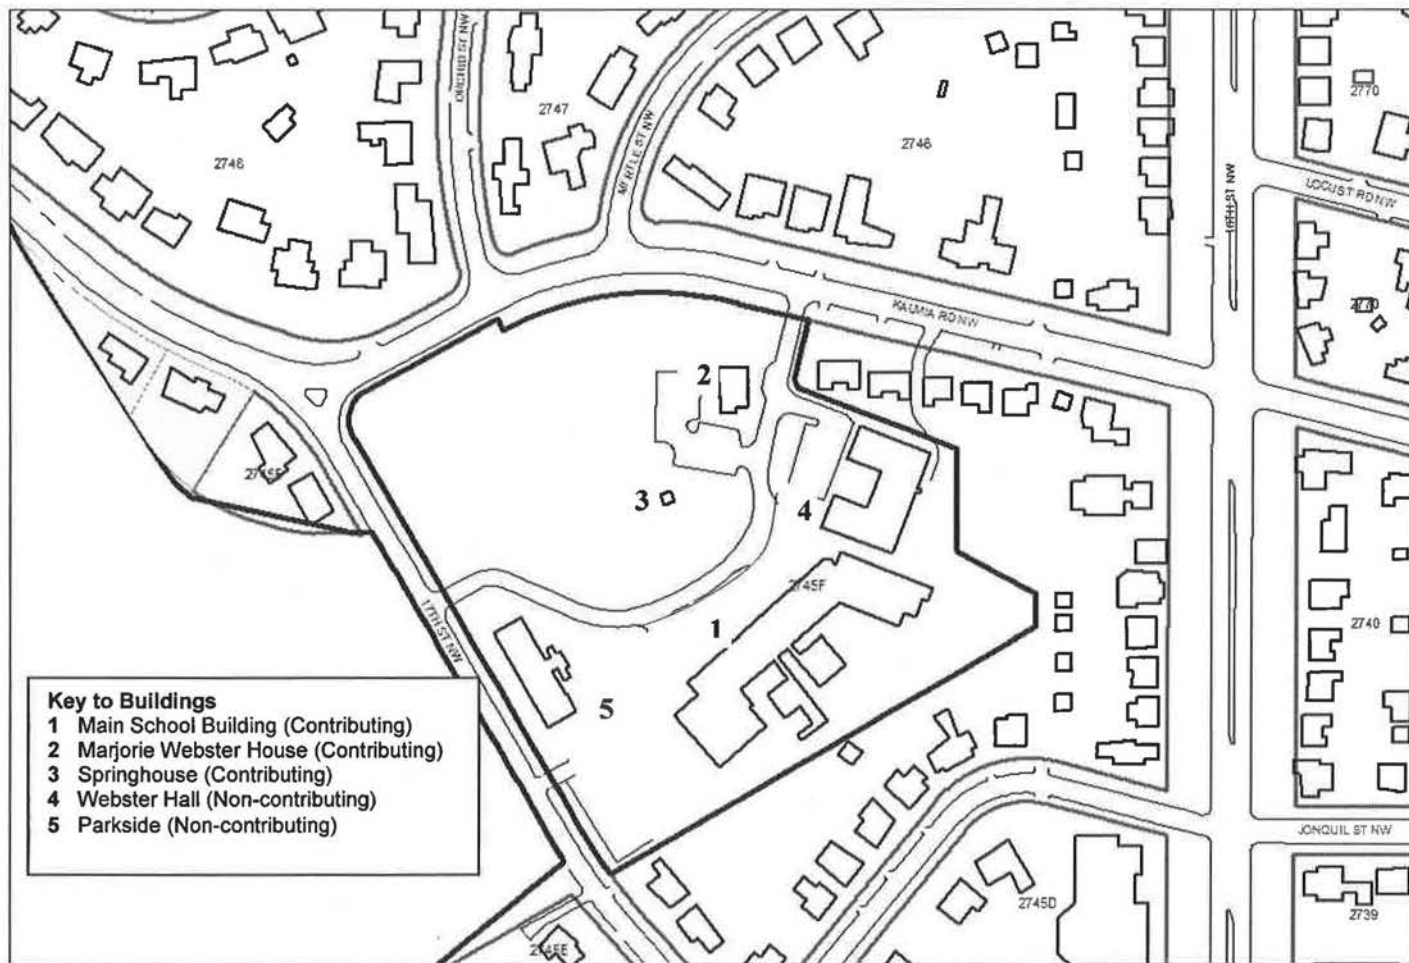 ORCHID ST NW
2747
2770
2748
MYRTLE ST NW
2746
16TH ST NW
LOCUST RD NW
KALMIA RD NW
2770
2
3
4
2745F
17TH ST NW
1
2740
5
Key to Buildings
1 Main School Building (Contributing)
2 Marjorie Webster House (Contributing)
3 Springhouse (Contributing)
4 Webster Hall (Non-contributing)
5 Parkside (Non-contributing)
JONQUIL ST NW
2745D
2739
2745E